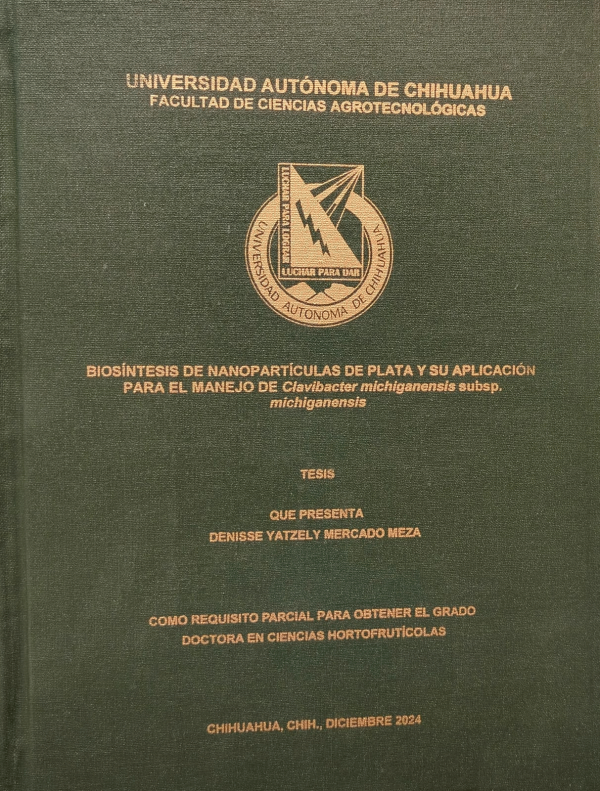 UNIVERSIDAD AUTÓNOMA DE CHIHUAHUA
FACULTAD DE CIENCIAS AGROTECNOLÓGICAS
LUCHAR PARA LOGRAR
LUCHAR PARA DAR
UNIVERSIDAD AUTONOMA DE CHIHUAHUA
BIOSÍNTESIS DE NANOPARTÍCULAS DE PLATA Y SU APLICACIÓN
PARA EL MANEJO DE Clavibacter michiganensis subsp.
michiganensis
TESIS
QUE PRESENTA
DENISSE YATZELY MERCADO MEZA
COMO REQUISITO PARCIAL PARA OBTENER EL GRADO
DOCTORA EN CIENCIAS HORTOFRUTÍCOLAS
CHIHUAHUA, CHIH., DICIEMBRE 2024